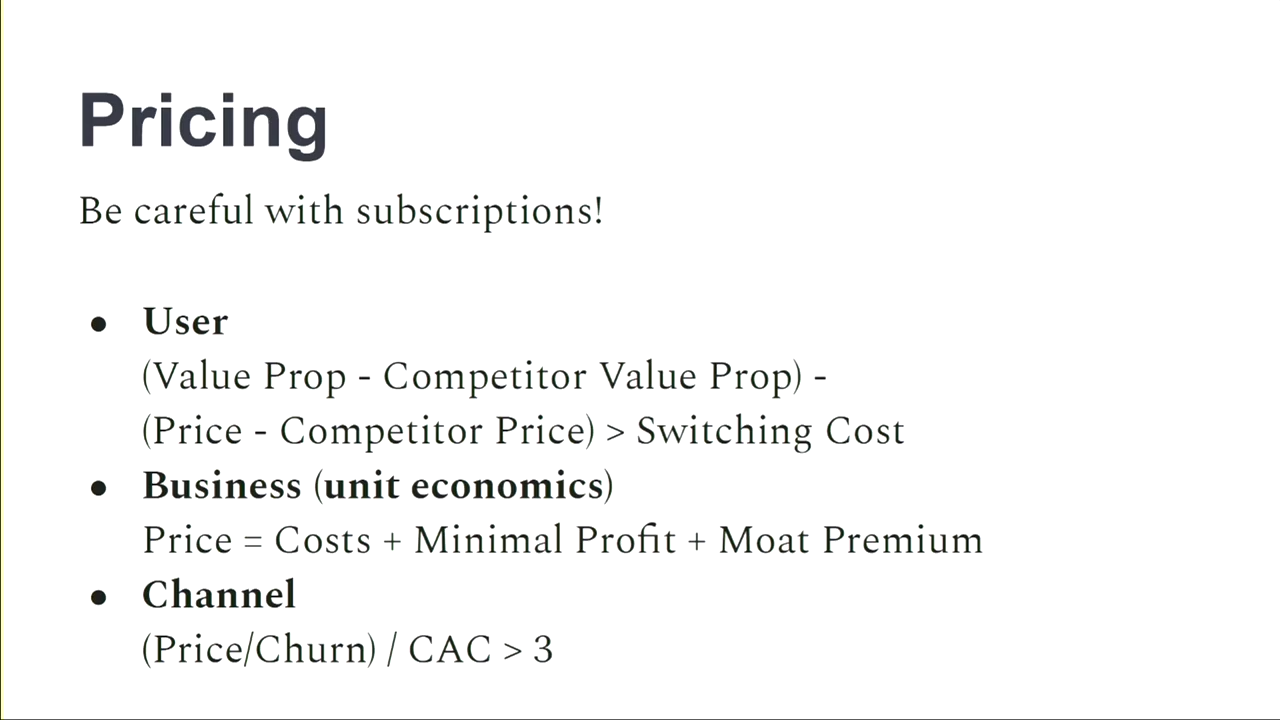 Pricing
Be careful with subscriptions!
● User
(Value Prop - Competitor Value Prop) -
(Price - Competitor Price) > Switching Cost
● Business (unit economics)
Price = Costs + Minimal Profit + Moat Premium
● Channel
(Price/Churn) / CAC > 3